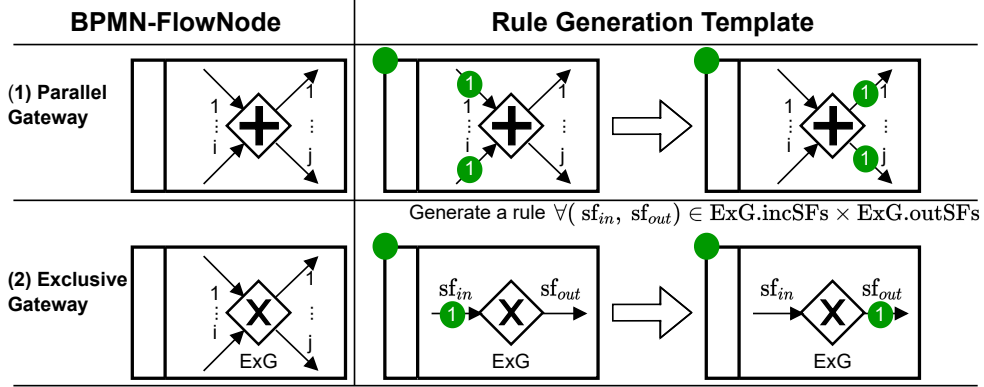 BPMN-FlowNode
Rule Generation Template
(1) Parallel
Gateway
1
⋮
i
1
⋮
j
1
1
⋮
i
1
1
⋮
j
1
⋮
i
1
1
⋮
j
1
Generate a rule ∀( sf_in, sf_out) ∈ ExG.incSFs × ExG.outSFs
(2) Exclusive
Gateway
1
⋮
i
X
1
⋮
j
ExG
sf_in
1
X
sf_out
ExG
sf_in
X
sf_out
1
ExG